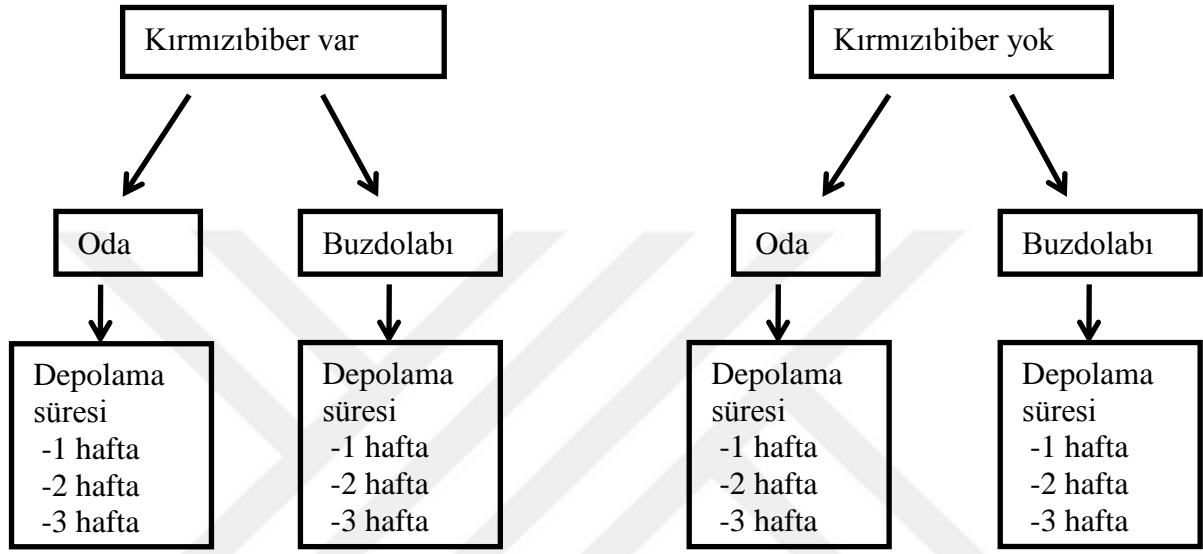 Kırmızıbiber var
Kırmızıbiber yok
Oda
Buzdolabı
Oda
Buzdolabı
Depolama
süresi
-1 hafta
-2 hafta
-3 hafta
Depolama
süresi
-1 hafta
-2 hafta
-3 hafta
Depolama
süresi
-1 hafta
-2 hafta
-3 hafta
Depolama
süresi
-1 hafta
-2 hafta
-3 hafta